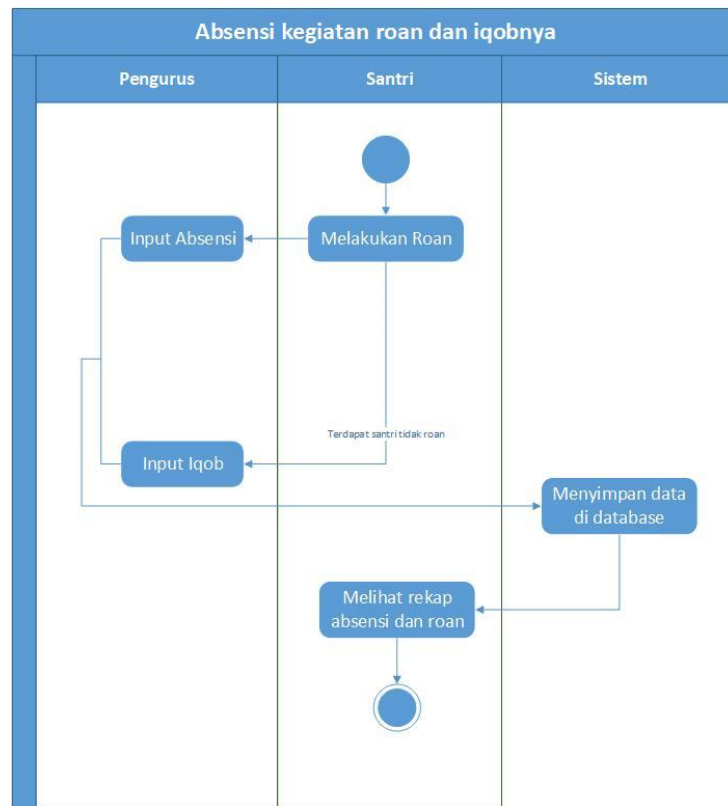 Absensi kegiatan roan dan iqobnya
Pengurus
Santri
Sistem
Input Absensi
Melakukan Roan
Terdapat santri tidak roan
Input Iqob
Menyimpan data
di database
Melihat rekap
absensi dan roan